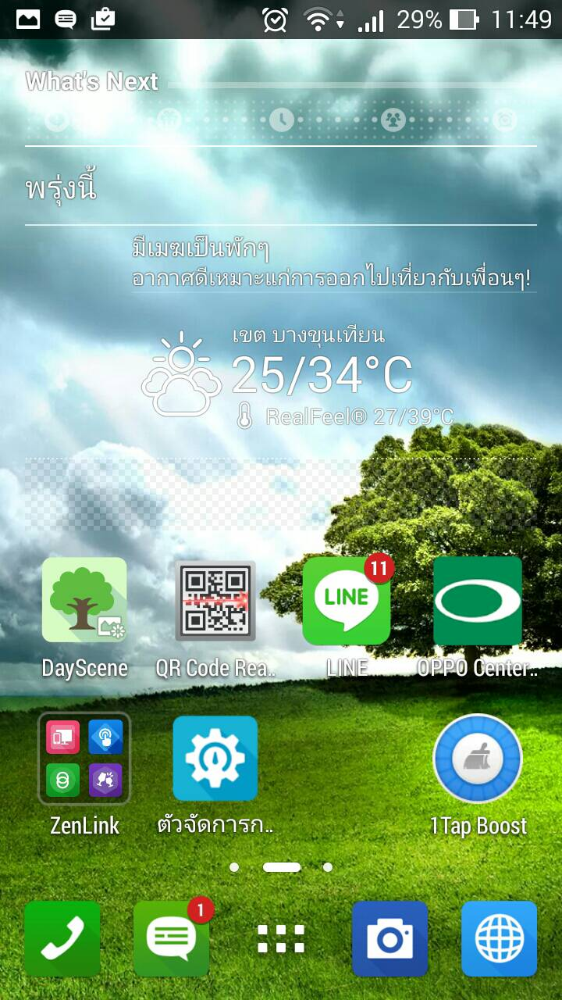 29% 11:49
What's Next
พรุ่งนี้
มีเมฆเป็นพักๆ
อากาศดีเหมาะแก่การออกไปเที่ยวกับเพื่อนๆ!
เขต บางขุนเทียน
25/34°C
RealFeel® 27/39°C
11
LINE
DayScene QR Code Rea.. LINE OPPO Center..
ZenLink ตัวจัดการก.. 1Tap Boost
1